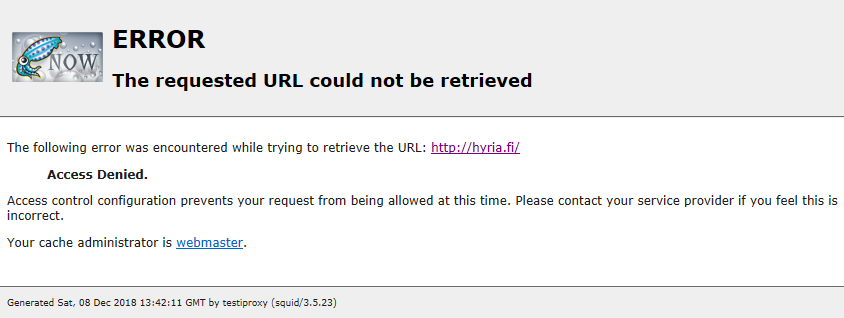 NOW
ERROR
The requested URL could not be retrieved
The following error was encountered while trying to retrieve the URL: http://hyria.fi/
Access Denied.
Access control configuration prevents your request from being allowed at this time. Please contact your service provider if you feel this is
incorrect.
Your cache administrator is webmaster.
Generated Sat, 08 Dec 2018 13:42:11 GMT by testiproxy (squid/3.5.23)